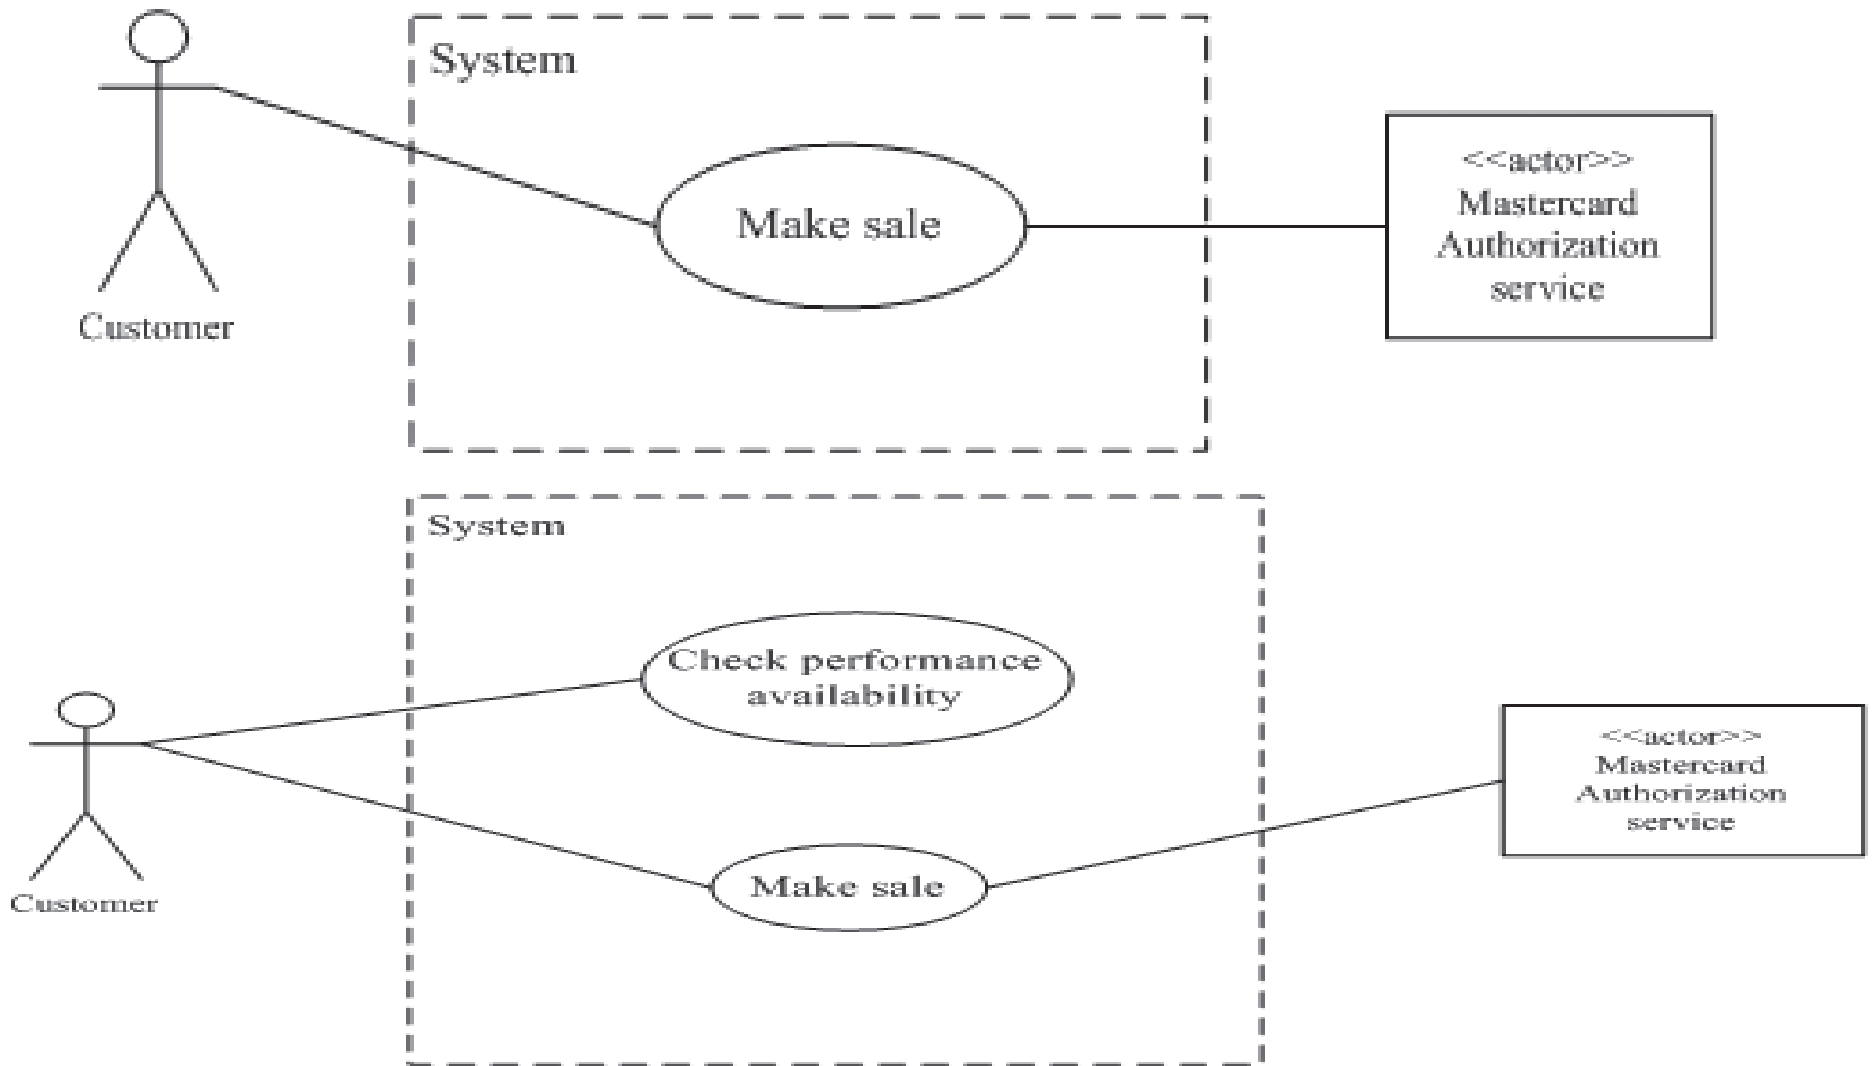 System
Make sale
<<actor>>
Mastercard
Authorization
service
Customer
System
Check performance
availability
<<actor>>
Mastercard
Authorization
service
Make sale
Customer